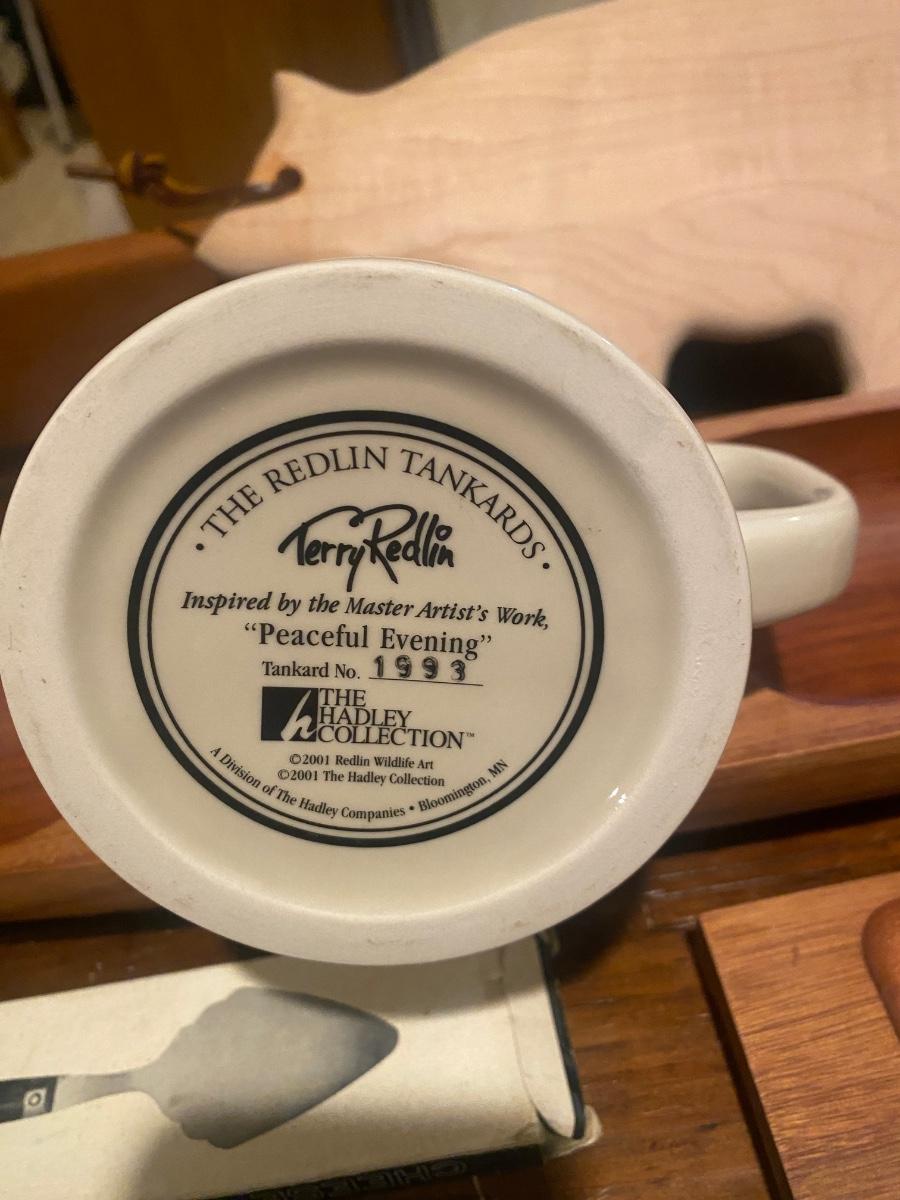 • THE REDLIN TANKARDS •
Terry Redlin
Inspired by the Master Artist's Work,
“Peaceful Evening”
Tankard No. 1993
h THE
HADLEY
COLLECTION™
©2001 Redlin Wildlife Art
©2001 The Hadley Collection
A Division of The Hadley Companies • Bloomington, MN